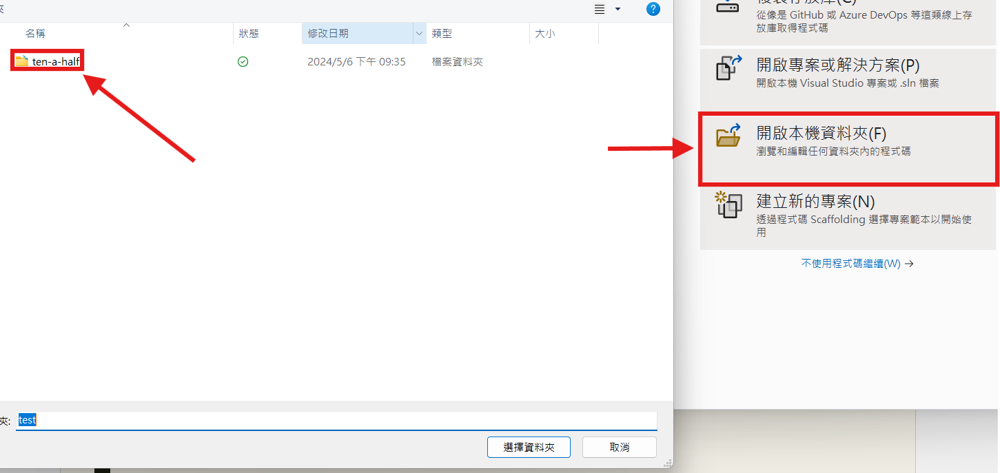 名稱
狀態
修改日期
類型
大小
ten-a-half
2024/5/6 下午 09:35
檔案資料夾
夾:
test
選擇資料夾
取消
從像是 GitHub 或 Azure DevOps 等這類線上存
放庫取得程式碼
開啟專案或解決方案(P)
開啟本機 Visual Studio 專案或 .sln 檔案
開啟本機資料夾(F)
瀏覽和編輯任何資料夾內的程式碼
建立新的專案(N)
透過程式碼 Scaffolding 選擇專案範本以開始使
用
不使用程式碼繼續(W) →